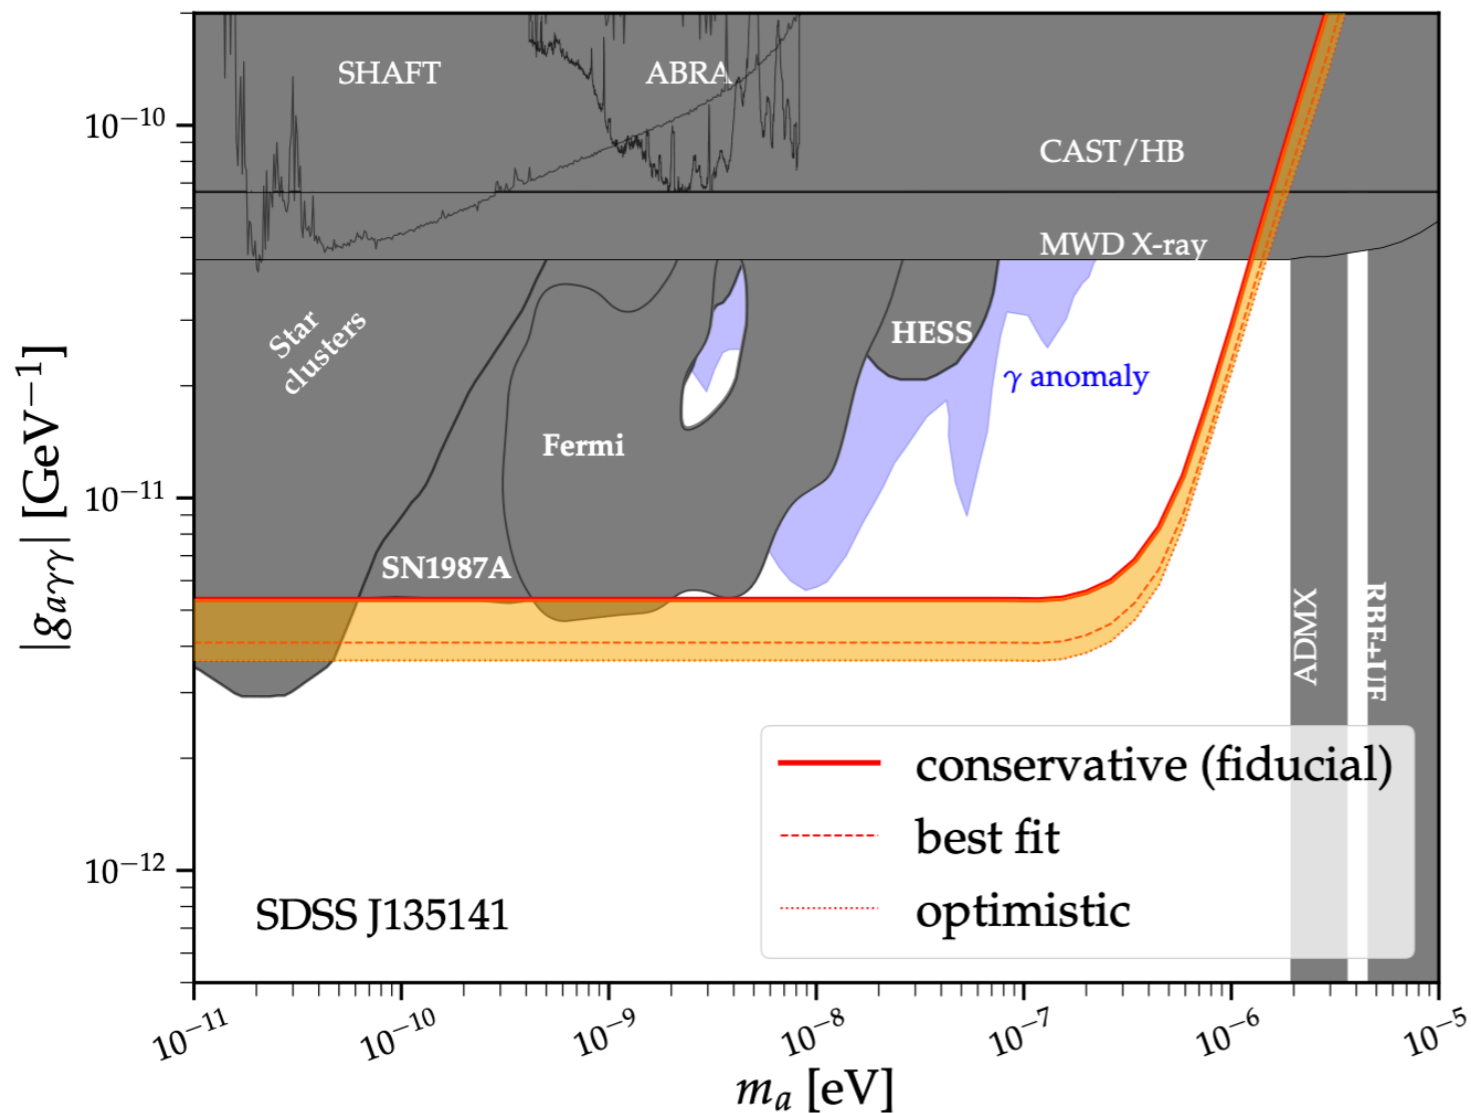 SHAFT
ABRA
10⁻¹⁰
CAST/HB
MWD X-ray
Star
clusters
HESS
γ anomaly
Fermi
|g_{aγγ}| [GeV⁻¹]
10⁻¹¹
SN1987A
ADMX
RBF+UF
conservative (fiducial)
best fit
optimistic
10⁻¹²
SDSS J135141
10⁻¹¹ 10⁻¹⁰ 10⁻⁹ 10⁻⁸ 10⁻⁷ 10⁻⁶ 10⁻⁵
m_a [eV]